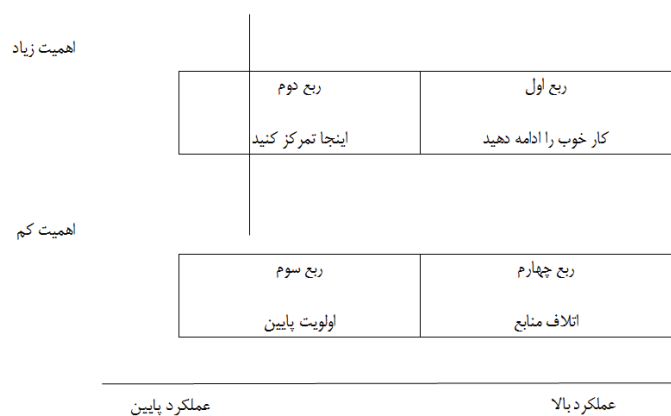 اهمیت زیاد
ربع اول
ربع دوم
کار خوب را ادامه دهید
اینجا تمرکز کنید
اهمیت کم
ربع چهارم
ربع سوم
اتلاف منابع
اولویت پایین
عملکرد بالا
عملکرد پایین